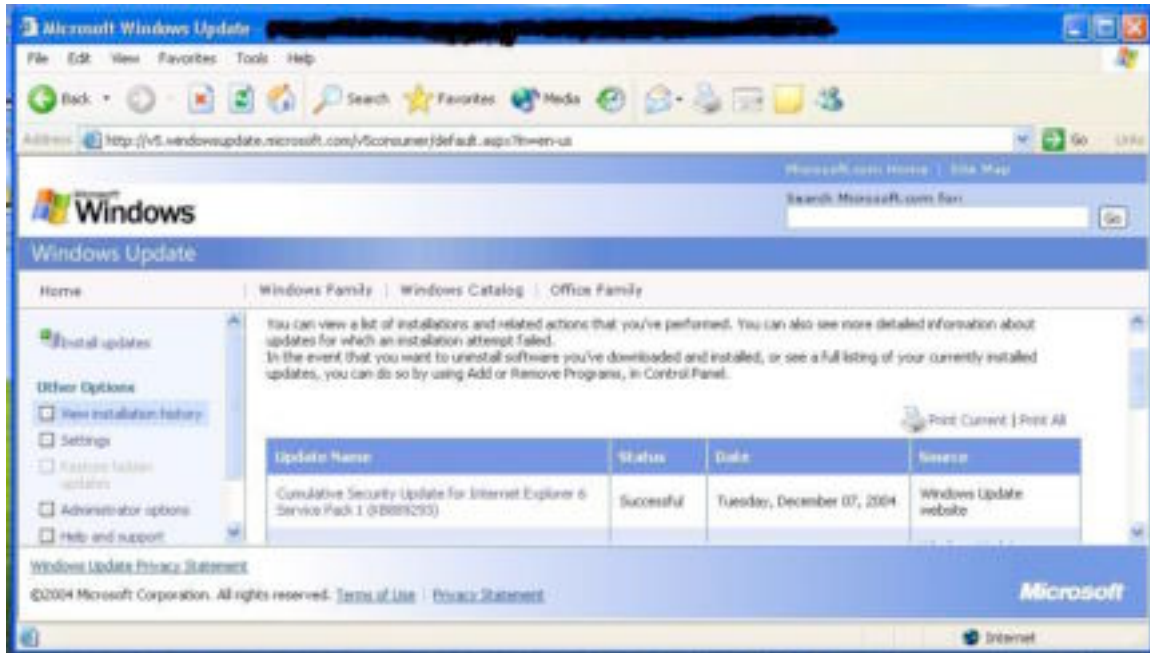 Microsoft Windows Update -
File Edit View Favorites Tools Help
Back Search Favorites Media
Address http://v5.windowsupdate.microsoft.com/v5consumer/default.aspx?ln=en-us Go Links
Microsoft.com Home | Site Map
Microsoft
Windows
Search Microsoft.com for:
Go
Windows Update
Home | Windows Family | Windows Catalog | Office Family
Install updates
Other Options
View installation history
Settings
Restore hidden
updates
Administrator options
Help and support
You can view a list of installations and related actions that you've performed. You can also see more detailed information about
updates for which an installation attempt failed.
In the event that you want to uninstall software you've downloaded and installed, or see a full listing of your currently installed
updates, you can do so by using Add or Remove Programs, in Control Panel.
Print Current | Print All
Update Name Status Date Source
Cumulative Security Update for Internet Explorer 6 Successful Tuesday, December 07, 2004 Windows Update
Service Pack 1 (KB889293) website
Windows Update Privacy Statement
©2004 Microsoft Corporation. All rights reserved. Terms of Use | Privacy Statement
Microsoft
Internet